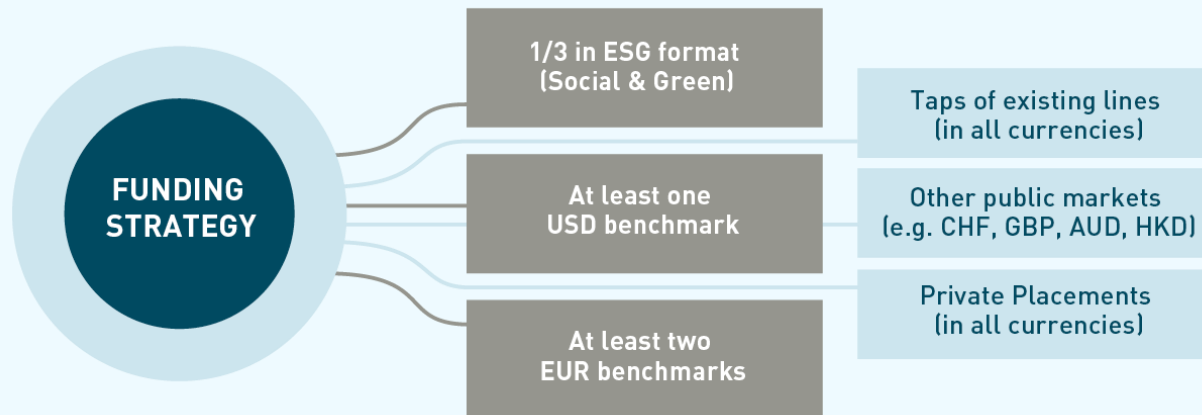 FUNDING
STRATEGY
1/3 in ESG format
(Social & Green)
At least one
USD benchmark
At least two
EUR benchmarks
Taps of existing lines
(in all currencies)
Other public markets
(e.g. CHF, GBP, AUD, HKD)
Private Placements
(in all currencies)